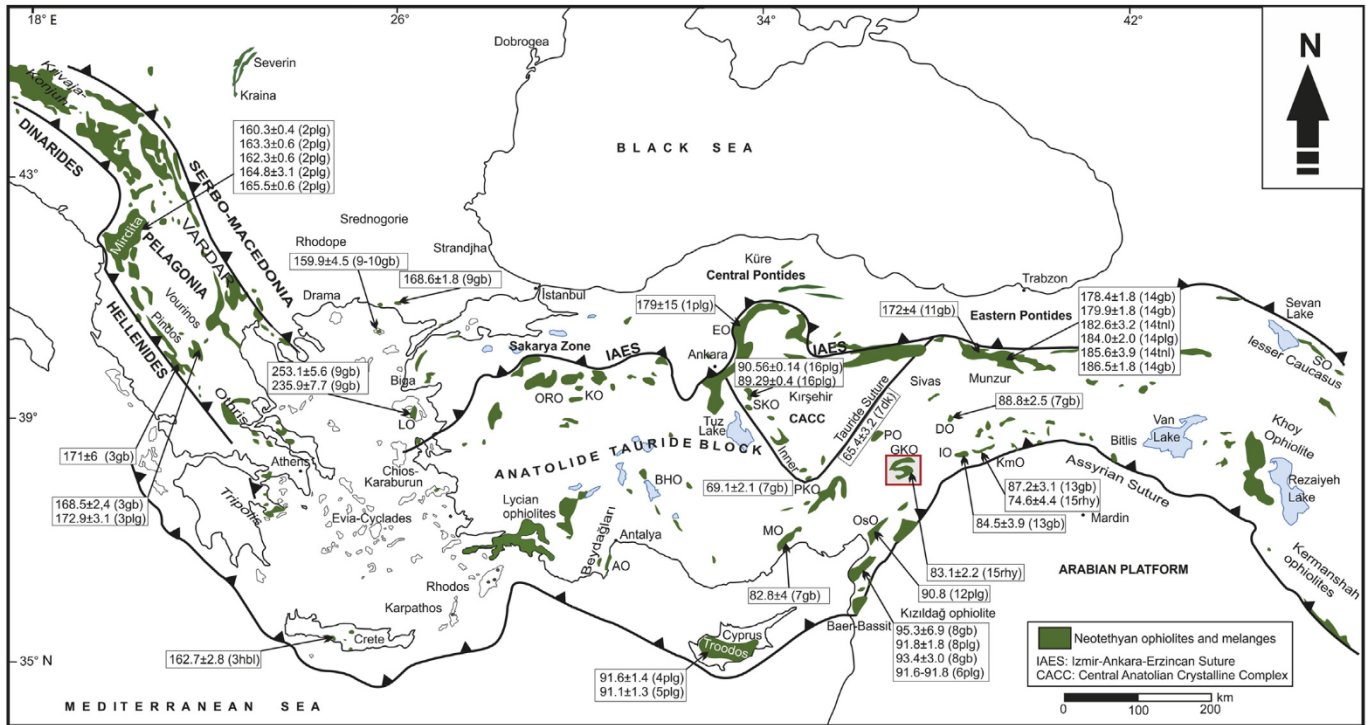 18° E
26°
34°
42°
N
43°
39°
35° N
Dobrogea
Severin
Kraina
Krivaja-
Konjuh
DINARIDES
SERBO-MACEDONIA
VARDAR
Mirdita
PELAGONIA
HELLENIDES
Vourinos
Pindos
Othris
160.3±0.4 (2plg)
163.3±0.6 (2plg)
162.3±0.6 (2plg)
164.8±3.1 (2plg)
165.5±0.6 (2plg)
BLACK SEA
Srednogorie
Rhodope
Strandjha
159.9±4.5 (9-10gb)
168.6±1.8 (9gb)
Drama
İstanbul
Küre
Central Pontides
Trabzon
179±15 (1plg)
EO
172±4 (11gb)
Eastern Pontides
178.4±1.8 (14gb)
179.9±1.8 (14gb)
182.6±3.2 (14tnl)
184.0±2.0 (14plg)
185.6±3.9 (14tnl)
186.5±1.8 (14gb)
Sevan
Lake
SO
lesser Caucasus
Sakarya Zone
IAES
Ankara
IAES
253.1±5.6 (9gb)
235.9±7.7 (9gb)
Biga
ORO
KO
LO
90.56±0.14 (16plg)
89.29±0.4 (16plg)
Kırşehir
SKO
CACC
Tuz
Lake
Inner
Tauride Suture
65.4±3.2 (7dk)
Sivas
Munzur
88.8±2.5 (7gb)
DO
PO
GKO
IO
KmO
Van
Lake
Bitlis
Khoy
Ophiolite
Rezaiyeh
Lake
Assyrian Suture
171±6 (3gb)
168.5±2,4 (3gb)
172.9±3.1 (3plg)
Athens
Tripolis
Chios-
Karaburun
Evia-Cyclades
ANATOLIDE TAURIDE BLOCK
BHO
Lycian
ophiolites
Beydağları
Antalya
AO
69.1±2.1 (7gb)
PKO
MO
OsO
87.2±3.1 (13gb)
74.6±4.4 (15rhy)
Mardin
84.5±3.9 (13gb)
83.1±2.2 (15rhy)
90.8 (12plg)
82.8±4 (7gb)
ARABIAN PLATFORM
Kermanshah
ophiolites
Rhodos
Karpathos
Crete
162.7±2.8 (3hbl)
Cyprus
Troodos
91.6±1.4 (4plg)
91.1±1.3 (5plg)
Baer-Bassit
Kızıldağ ophiolite
95.3±6.9 (8gb)
91.8±1.8 (8plg)
93.4±3.0 (8gb)
91.6-91.8 (6plg)
MEDITERRANEAN SEA
Neotethyan ophiolites and melanges
IAES: Izmir-Ankara-Erzincan Suture
CACC: Central Anatolian Crystalline Complex
km
0 100 200